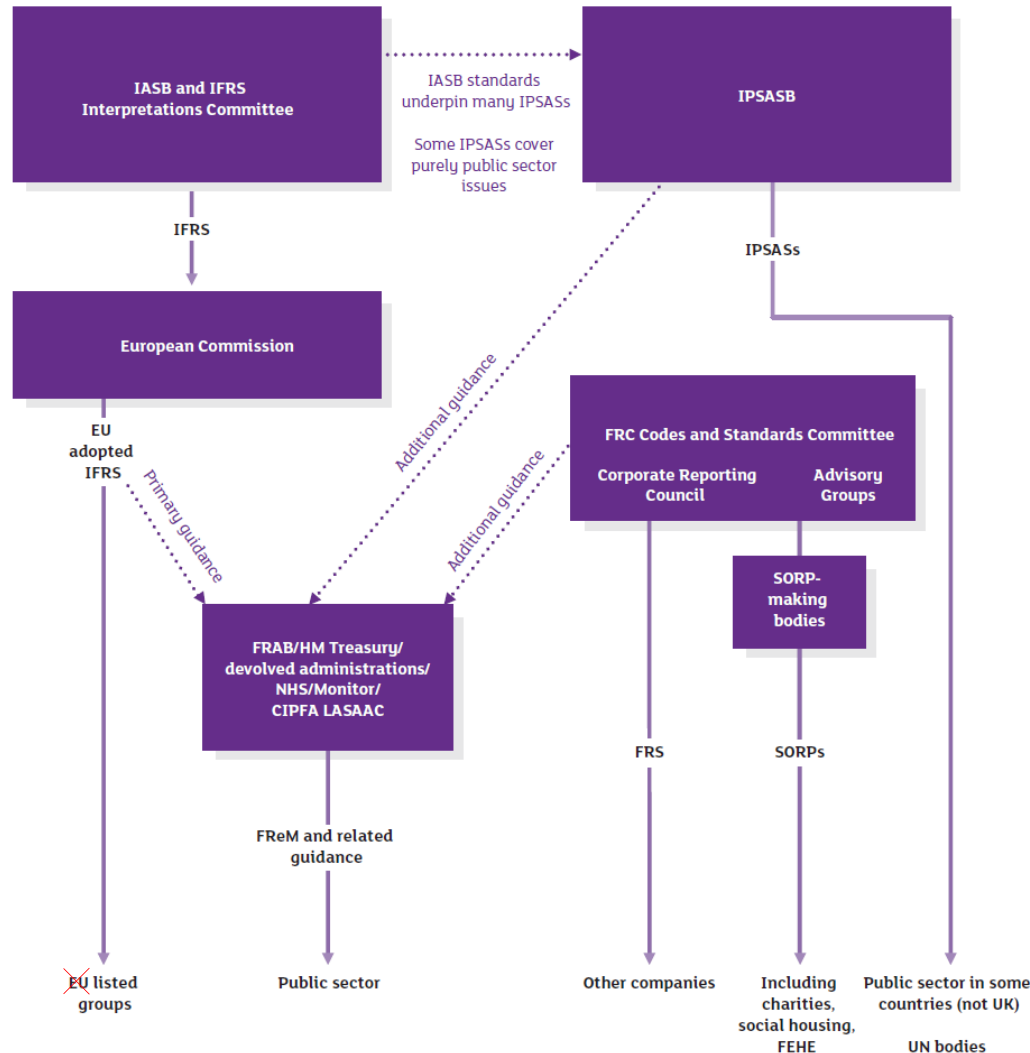 IASB and IFRS
Interpretations Committee
IASB standards
underpin many IPSASs
Some IPSASs cover
purely public sector
issues
IPSASB
IFRS
IPSASs
European Commission
EU
adopted
IFRS
Primary guidance
Additional guidance
Additional guidance
FRC Codes and Standards Committee
Corporate Reporting
Council
Advisory
Groups
SORP-
making
bodies
FRAB/HM Treasury/
devolved administrations/
NHS/Monitor/
CIPFA LASAAC
FRS
SORPs
FReM and related
guidance
EU listed
groups
Public sector
Other companies
Including
charities,
social housing,
FEHE
Public sector in some
countries (not UK)
UN bodies